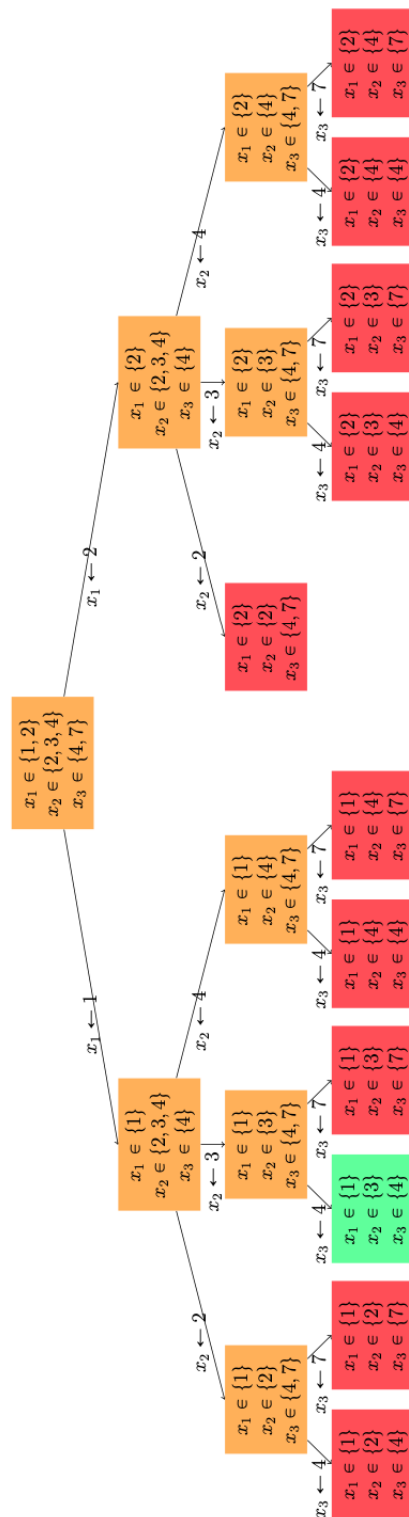 x₁ ∈ {1, 2}
x₂ ∈ {2, 3, 4}
x₃ ∈ {4, 7}
x₁ ← 1
x₁ ← 2
x₁ ∈ {1}
x₂ ∈ {2, 3, 4}
x₃ ∈ {4}
x₁ ∈ {2}
x₂ ∈ {2, 3, 4}
x₃ ∈ {4}
x₂ ← 2
x₂ ← 3
x₂ ← 4
x₂ ← 2
x₂ ← 3
x₂ ← 4
x₁ ∈ {1}
x₂ ∈ {2}
x₃ ∈ {4, 7}
x₁ ∈ {1}
x₂ ∈ {3}
x₃ ∈ {4, 7}
x₁ ∈ {1}
x₂ ∈ {4}
x₃ ∈ {4, 7}
x₁ ∈ {2}
x₂ ∈ {2}
x₃ ∈ {4, 7}
x₁ ∈ {2}
x₂ ∈ {3}
x₃ ∈ {4, 7}
x₁ ∈ {2}
x₂ ∈ {4}
x₃ ∈ {4, 7}
x₃ ← 4
x₃ ← 7
x₃ ← 4
x₃ ← 7
x₃ ← 4
x₃ ← 7
x₃ ← 4
x₃ ← 7
x₃ ← 4
x₃ ← 7
x₁ ∈ {1}
x₂ ∈ {2}
x₃ ∈ {4}
x₁ ∈ {1}
x₂ ∈ {2}
x₃ ∈ {7}
x₁ ∈ {1}
x₂ ∈ {3}
x₃ ∈ {4}
x₁ ∈ {1}
x₂ ∈ {3}
x₃ ∈ {7}
x₁ ∈ {1}
x₂ ∈ {4}
x₃ ∈ {4}
x₁ ∈ {1}
x₂ ∈ {4}
x₃ ∈ {7}
x₁ ∈ {2}
x₂ ∈ {3}
x₃ ∈ {4}
x₁ ∈ {2}
x₂ ∈ {3}
x₃ ∈ {7}
x₁ ∈ {2}
x₂ ∈ {4}
x₃ ∈ {4}
x₁ ∈ {2}
x₂ ∈ {4}
x₃ ∈ {7}